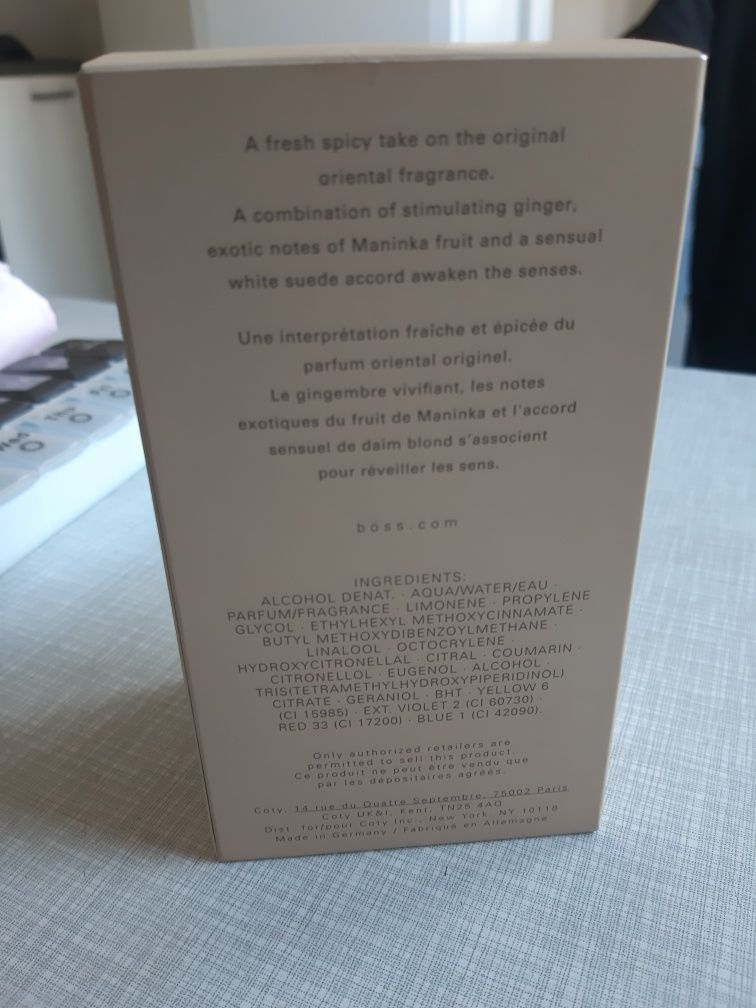 A fresh spicy take on the original
oriental fragrance.
A combination of stimulating ginger,
exotic notes of Maninka fruit and a sensual
white suede accord awaken the senses.
Une interprétation fraîche et épicée du
parfum oriental originel.
Le gingembre vivifiant, les notes
exotiques du fruit de Maninka et l'accord
sensuel de daim blond s'associent
pour réveiller les sens.
boss.com
INGREDIENTS:
ALCOHOL DENAT. · AQUA/WATER/EAU ·
PARFUM/FRAGRANCE · LIMONENE · PROPYLENE
GLYCOL · ETHYLHEXYL METHOXYCINNAMATE ·
BUTYL METHOXYDIBENZOYLMETHANE ·
LINALOOL · OCTOCRYLENE ·
HYDROXYCITRONELLAL · CITRAL · COUMARIN ·
CITRONELLOL · EUGENOL · ALCOHOL ·
TRIS(TETRAMETHYLHYDROXYPIPERIDINOL)
CITRATE · GERANIOL · BHT · YELLOW 6
(CI 15985) · EXT. VIOLET 2 (CI 60730) ·
RED 33 (CI 17200) · BLUE 1 (CI 42090).
Only authorized retailers are
permitted to sell this product.
Ce produit ne peut être vendu que
par les dépositaires agréés.
Coty, 14 rue du Quatre Septembre, 75002 Paris
Coty UK&I, Kent, TN25 4AQ
Dist. for/pour Coty Inc., New York, NY 10118
Made in Germany / Fabriqué en Allemagne
Wed
Thu
Fri